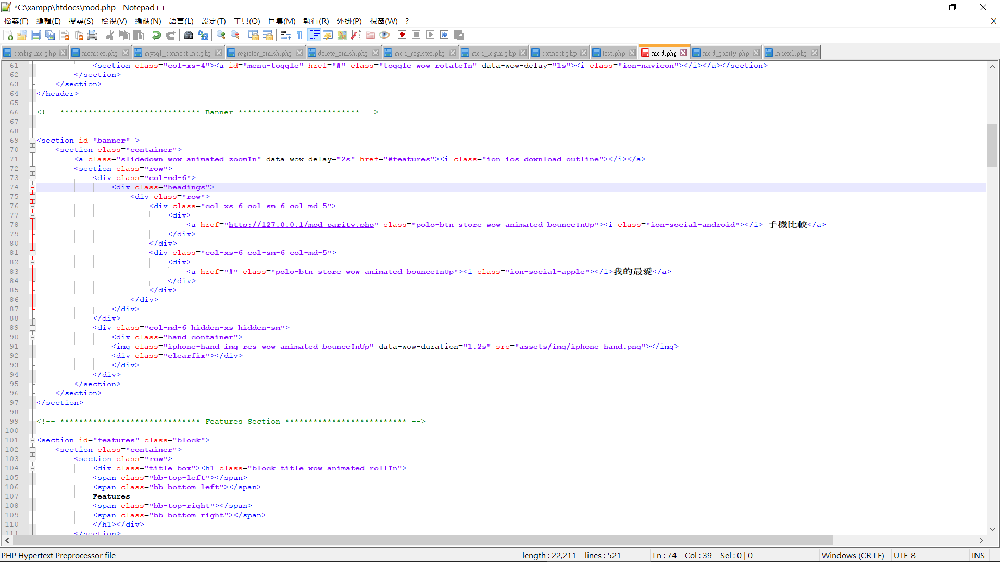 *C:\xampp\htdocs\mod.php - Notepad++
檔案(F) 編輯(E) 搜尋(S) 檢視(V) 編碼(N) 語言(L) 設定(T) 工具(O) 巨集(M) 執行(R) 外掛(P) 視窗(W) ? X
config.inc.php member.php mysql_connect.inc.php register_finish.php delete_finish.php mod_register.php mod_login.php connect.php test.php mod.php mod_parity.php index1.php
61 <section class="col-xs-4"><a id="menu-toggle" href="#" class="toggle wow rotateIn" data-wow-delay="1s"><i class="ion-navicon"></i></a></section>
62 </section>
63 </section>
64 </header>
65
66 <!-- ****************************** Banner ************************** -->
67
68
69 <section id="banner" >
70 <section class="container">
71 <a class="slidedown wow animated zoomIn" data-wow-delay="2s" href="#features"><i class="ion-ios-download-outline"></i></a>
72 <section class="row">
73 <div class="col-md-6">
74 <div class="headings">
75 <div class="row">
76 <div class="col-xs-6 col-sm-6 col-md-5">
77 <div>
78 <a href="http://127.0.0.1/mod_parity.php" class="polo-btn store wow animated bounceInUp"><i class="ion-social-android"></i> 手機比較</a>
79 </div>
80 </div>
81 <div class="col-xs-6 col-sm-6 col-md-5">
82 <div>
83 <a href="#" class="polo-btn store wow animated bounceInUp"><i class="ion-social-apple"></i>我的最愛</a>
84 </div>
85 </div>
86 </div>
87 </div>
88 </div>
89 <div class="col-md-6 hidden-xs hidden-sm">
90 <div class="hand-container">
91 <img class="iphone-hand img_res wow animated bounceInUp" data-wow-duration="1.2s" src="assets/img/iphone_hand.png"></img>
92 <div class="clearfix"></div>
93 </div>
94 </div>
95 </section>
96 </section>
97 </section>
98
99 <!-- ****************************** Features Section ************************** -->
100
101 <section id="features" class="block">
102 <section class="container">
103 <section class="row">
104 <div class="title-box"><h1 class="block-title wow animated rollIn">
105 <span class="bb-top-left"></span>
106 <span class="bb-bottom-left"></span>
107 Features
108 <span class="bb-top-right"></span>
109 <span class="bb-bottom-right"></span>
110 </h1></div>
111 </section>
PHP Hypertext Preprocessor file length : 22,211 lines : 521 Ln : 74 Col : 39 Sel : 0 | 0 Windows (CR LF) UTF-8 INS